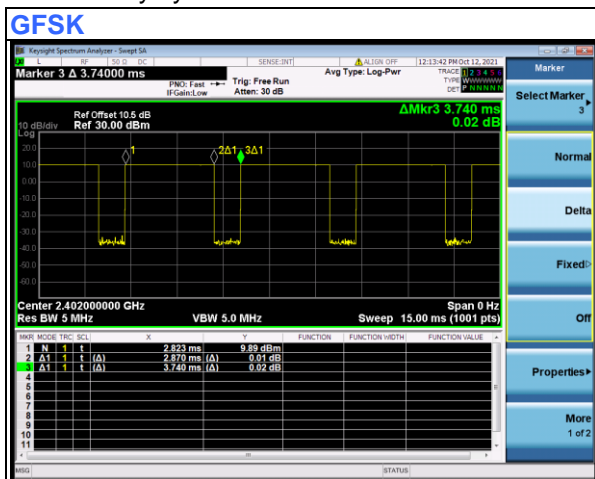 GFSK
Keysight Spectrum Analyzer - Swept SA
L RF 50 Ω DC SENSE:INT ALIGN OFF 12:13:42 PM Oct 12, 2021
Marker 3 Δ 3.74000 ms
PNO: Fast
IFGain:Low
Trig: Free Run
Atten: 30 dB
Avg Type: Log-Pwr
TRACE 1 2 3 4 5 6
TYPE WWWWWW
DET P NNNNN
Ref Offset 10.5 dB
10 dB/div Ref 30.00 dBm
Log
ΔMkr3 3.740 ms
0.02 dB
20.0
10.0
0.00
-10.0
-20.0
-30.0
-40.0
-50.0
-60.0
1
2Δ1
3Δ1
Center 2.402000000 GHz Span 0 Hz
Res BW 5 MHz VBW 5.0 MHz Sweep 15.00 ms (1001 pts)
MKR MODE TRC SCL X Y FUNCTION FUNCTION WIDTH FUNCTION VALUE
1 N 1 t 2.823 ms 9.89 dBm
2 Δ1 1 t (Δ) 2.870 ms (Δ) 0.01 dB
3 Δ1 1 t (Δ) 3.740 ms (Δ) 0.02 dB
4
5
6
7
8
9
10
11
MSG STATUS
Marker
Select Marker
3
Normal
Delta
Fixed
Off
Properties
More
1 of 2